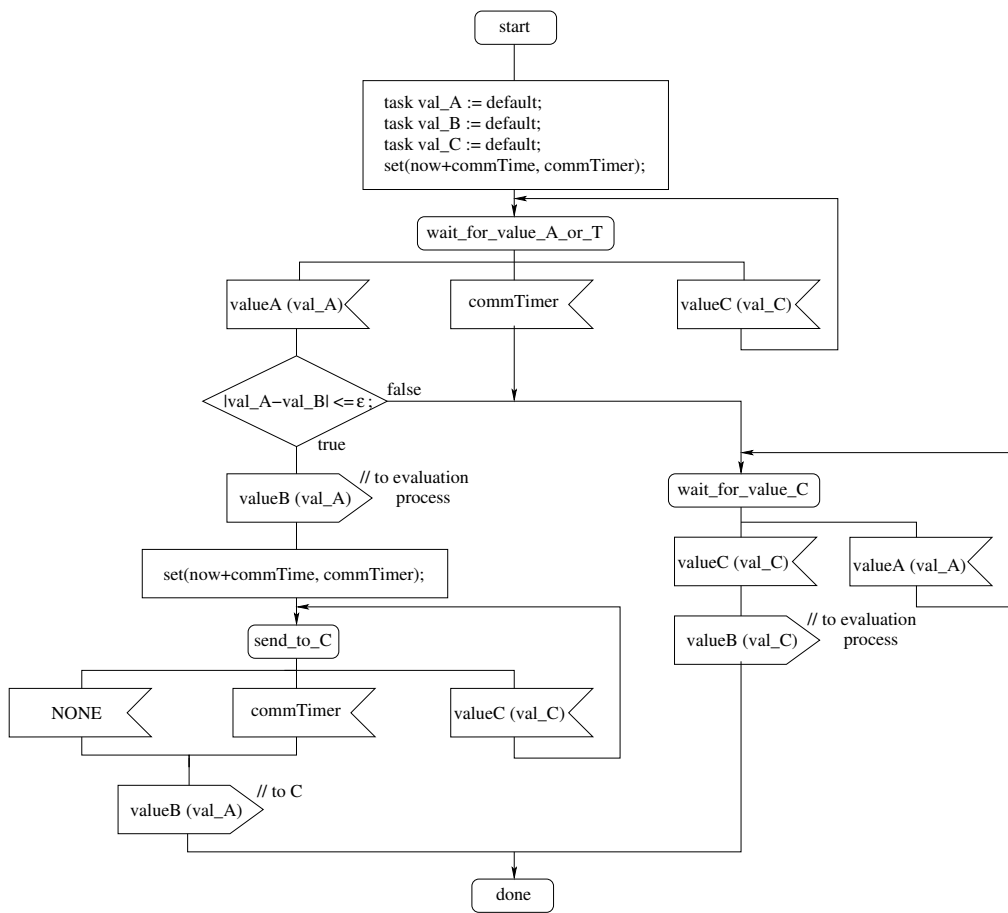 start
task val_A := default;
task val_B := default;
task val_C := default;
set(now+commTime, commTimer);
wait_for_value_A_or_T
valueA (val_A)
commTimer
valueC (val_C)
|val_A−val_B| <= ε ;
false
true
valueB (val_A)
// to evaluation
process
wait_for_value_C
set(now+commTime, commTimer);
valueC (val_C)
valueA (val_A)
send_to_C
valueB (val_C)
// to evaluation
process
NONE
commTimer
valueC (val_C)
valueB (val_A)
// to C
done